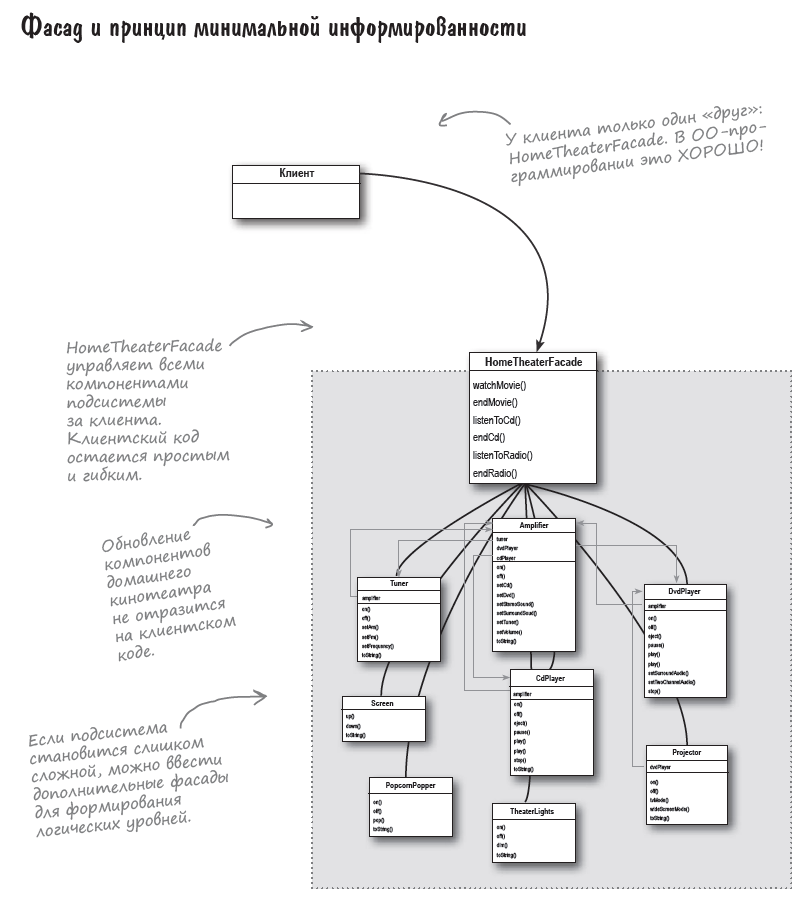 Фасад и принцип минимальной информированности
У клиента только один «друг»:
HomeTheaterFacade. В ОО-про-
граммировании это ХОРОШО!
Клиент
HomeTheaterFacade
управляет всеми
компонентами
подсистемы
за клиента.
Клиентский код
остается простым
и гибким.
HomeTheaterFacade
watchMovie()
endMovie()
listenToCd()
endCd()
listenToRadio()
endRadio()
Обновление
компонентов
домашнего
кинотеатра
не отразится
на клиентском
коде.
Amplifier
tuner
dvdPlayer
cdPlayer
on()
off()
setCd()
setDvd()
setStereoSound()
setSurroundSoud()
setTuner()
setVolume()
toString()
Tuner
amplifier
on()
off()
setAm()
setFm()
setFrequency()
toString()
DvdPlayer
amplifier
on()
off()
eject()
pause()
play()
play()
setSurroundAudio()
setTwoChannelAudio()
stop()
Если подсистема
становится слишком
сложной, можно ввести
дополнительные фасады
для формирования
логических уровней.
Screen
up()
down()
toString()
CdPlayer
amplifier
on()
off()
eject()
pause()
play()
play()
stop()
toString()
PopcornPopper
on()
off()
pop()
toString()
TheaterLights
on()
off()
dim()
toString()
Projector
dvdPlayer
on()
off()
tvMode()
wideScreenMode()
toString()